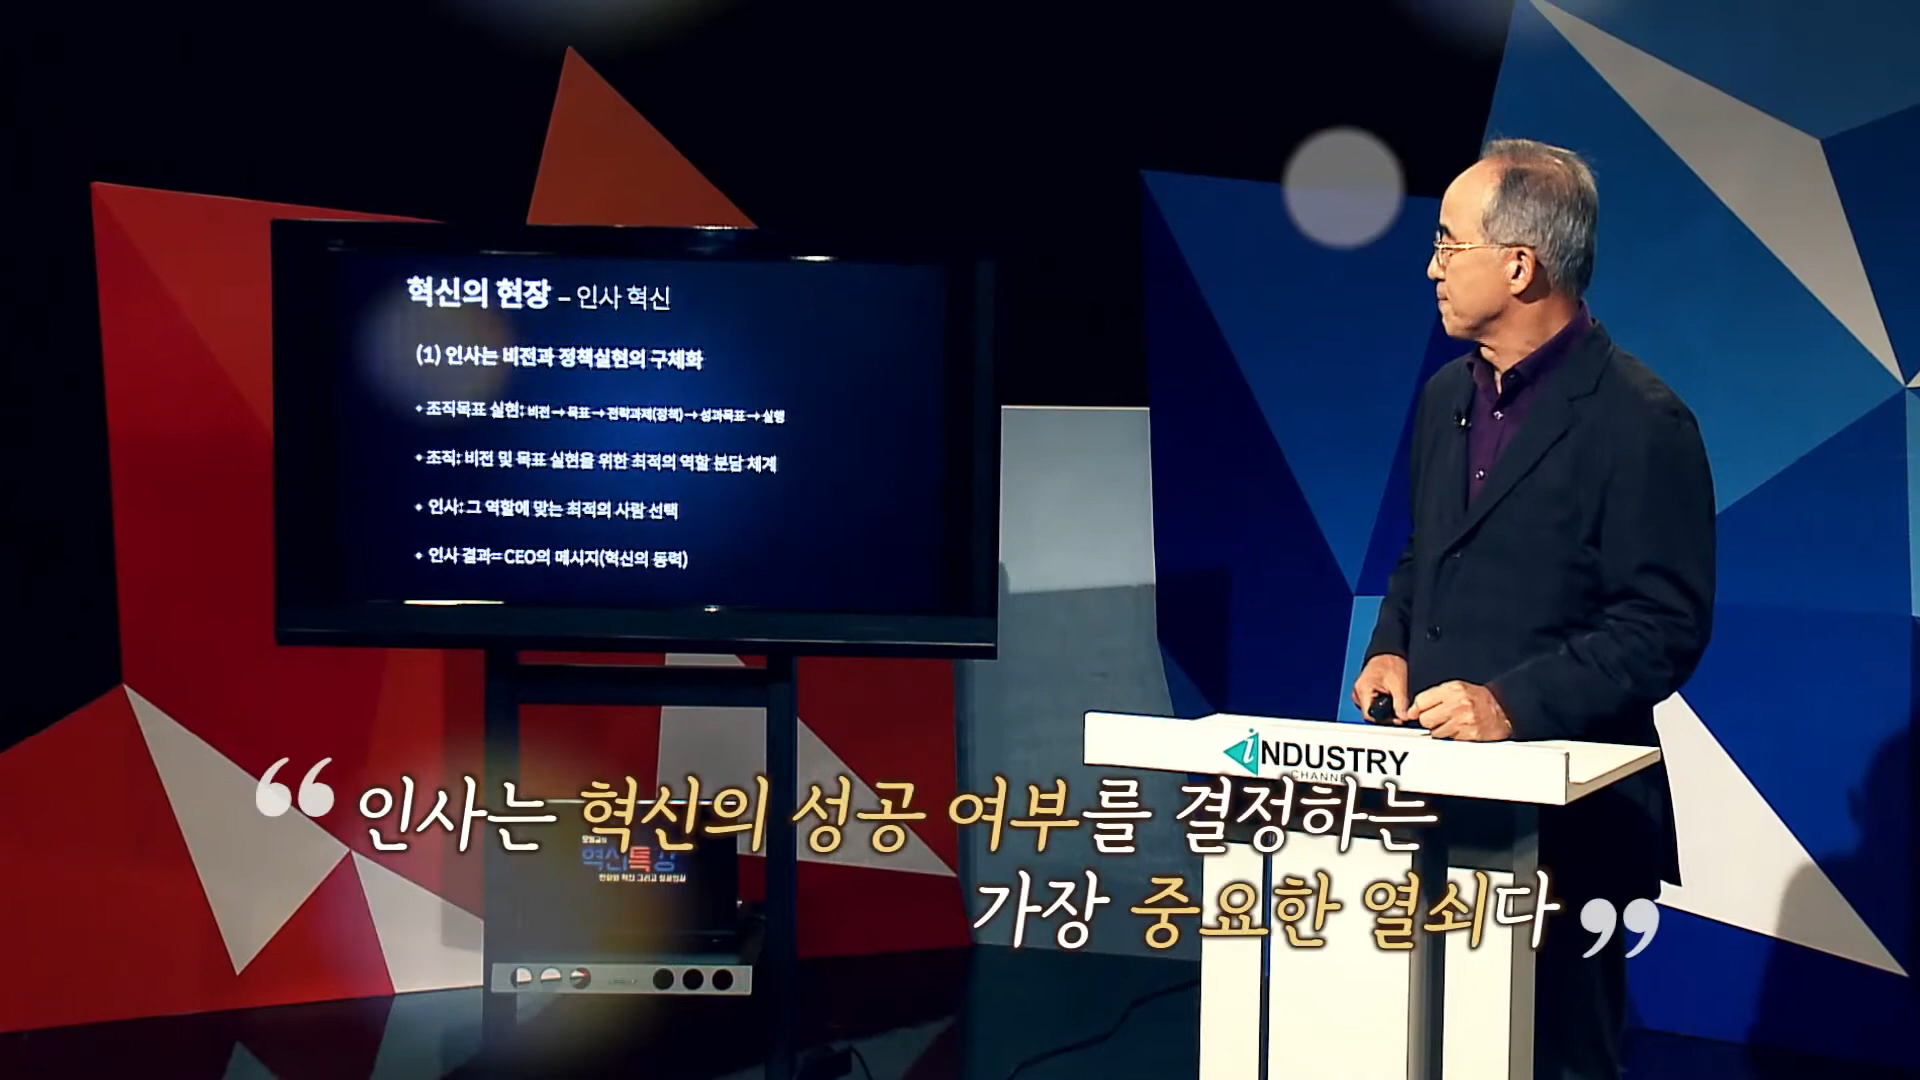 혁신의 현장 – 인사 혁신
(1) 인사는 비전과 정책실현의 구체화
• 조직목표 실현: 비전 → 목표 → 전략과제(정책) → 성과목표 → 실행
• 조직: 비전 및 목표 실현을 위한 최적의 역할 분담 체계
• 인사: 그 역할에 맞는 최적의 사람 선택
• 인사 결과= CEO의 메시지(혁신의 동력)
iNDUSTRY
CHANNEL
“인사는 혁신의 성공 여부를 결정하는
가장 중요한 열쇠다”
혁신특강